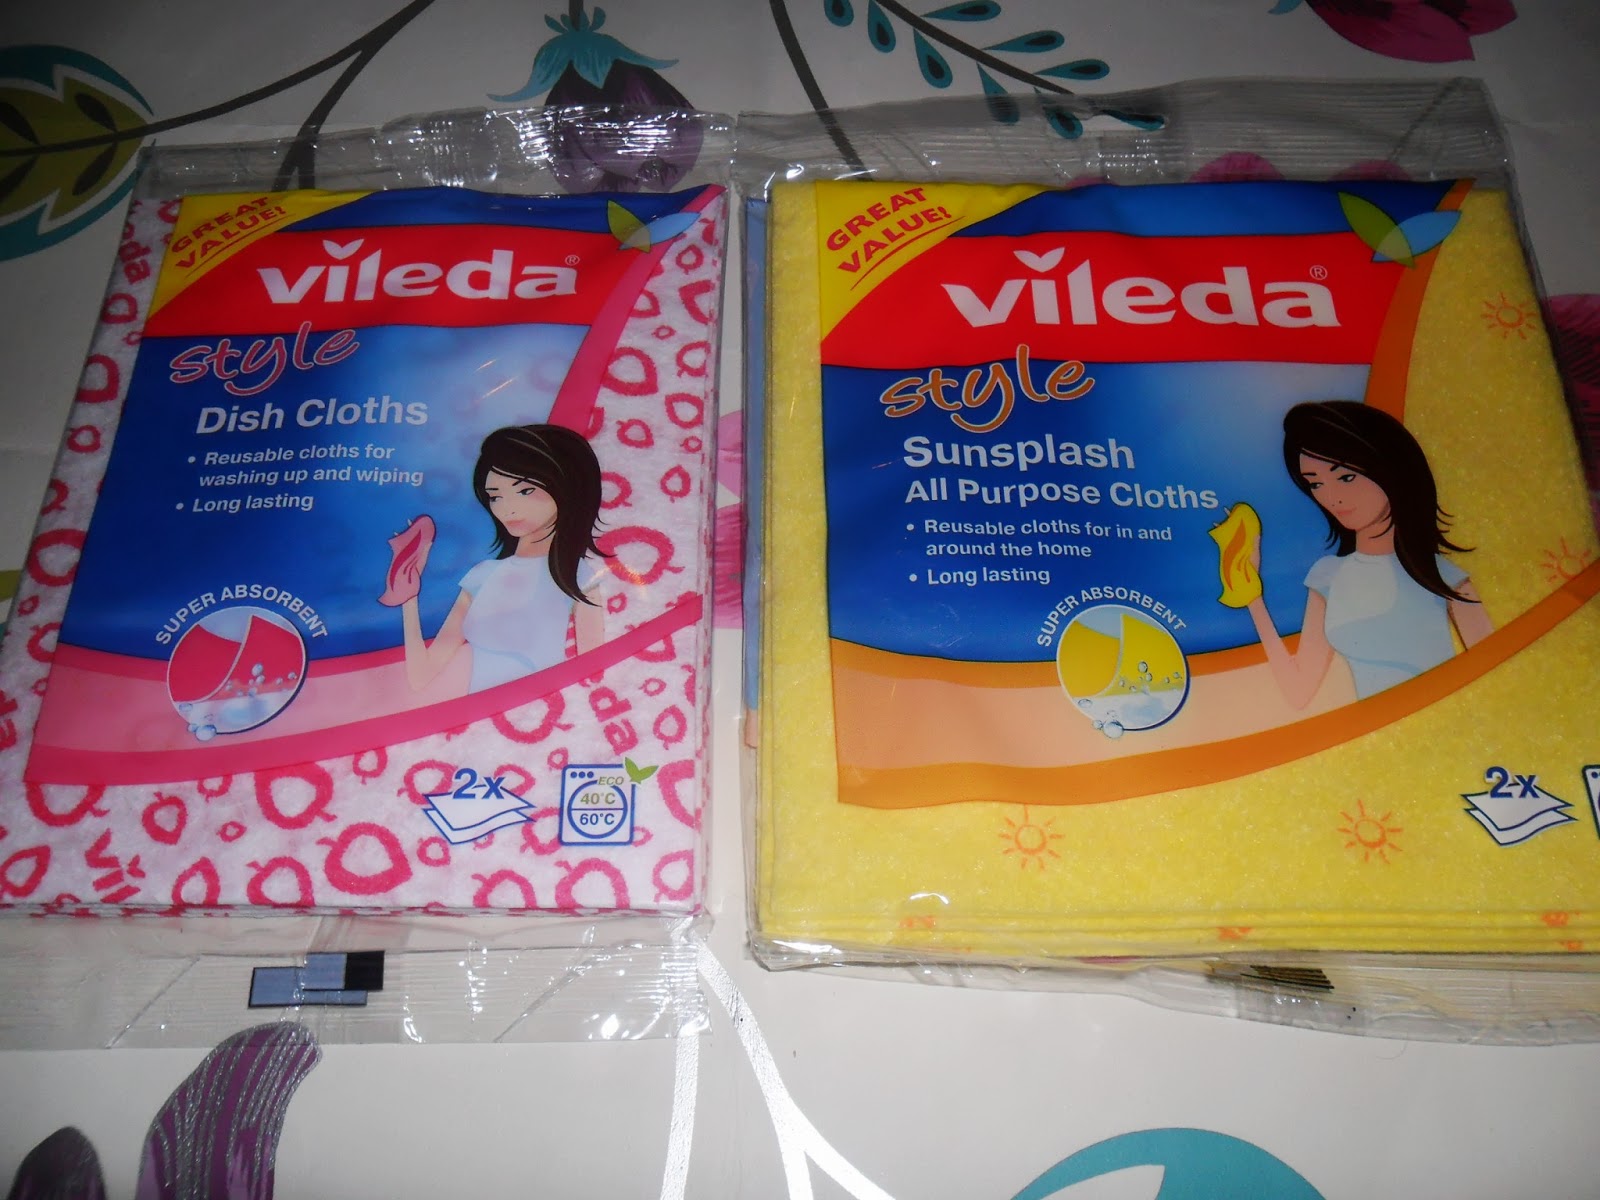 GREAT
VALUE!
vileda®
style
Dish Cloths
• Reusable cloths for
washing up and wiping
• Long lasting
SUPER ABSORBENT
2x
ECO
40°C
60°C
GREAT
VALUE!
vileda®
style
Sunsplash
All Purpose Cloths
• Reusable cloths for in and
around the home
• Long lasting
SUPER ABSORBENT
2x